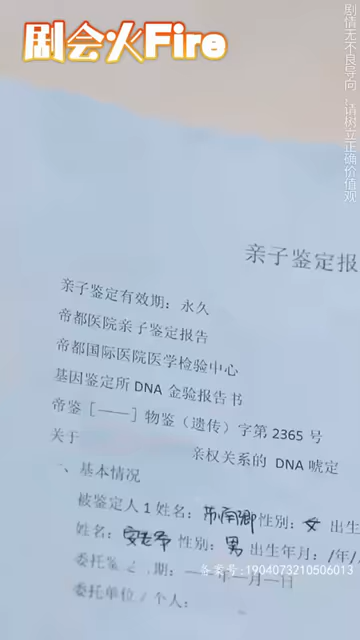 剧会火Fire
剧情无不良导向，请树立正确价值观
亲子鉴定报
亲子鉴定有效期：永久
帝都医院亲子鉴定报告
帝都国际医院医学检验中心
基因鉴定所 DNA 金验报告书
帝鉴［——］物鉴（遗传）字第 2365 号
关于 亲权关系的 DNA 唬定
、基本情况
被鉴定人 1 姓名： 性别：女 出生
姓名： 性别：男 出生年月：/年/
委托鉴 期：——年—月—日
委托单位/个人：
备案号:1904073210506013